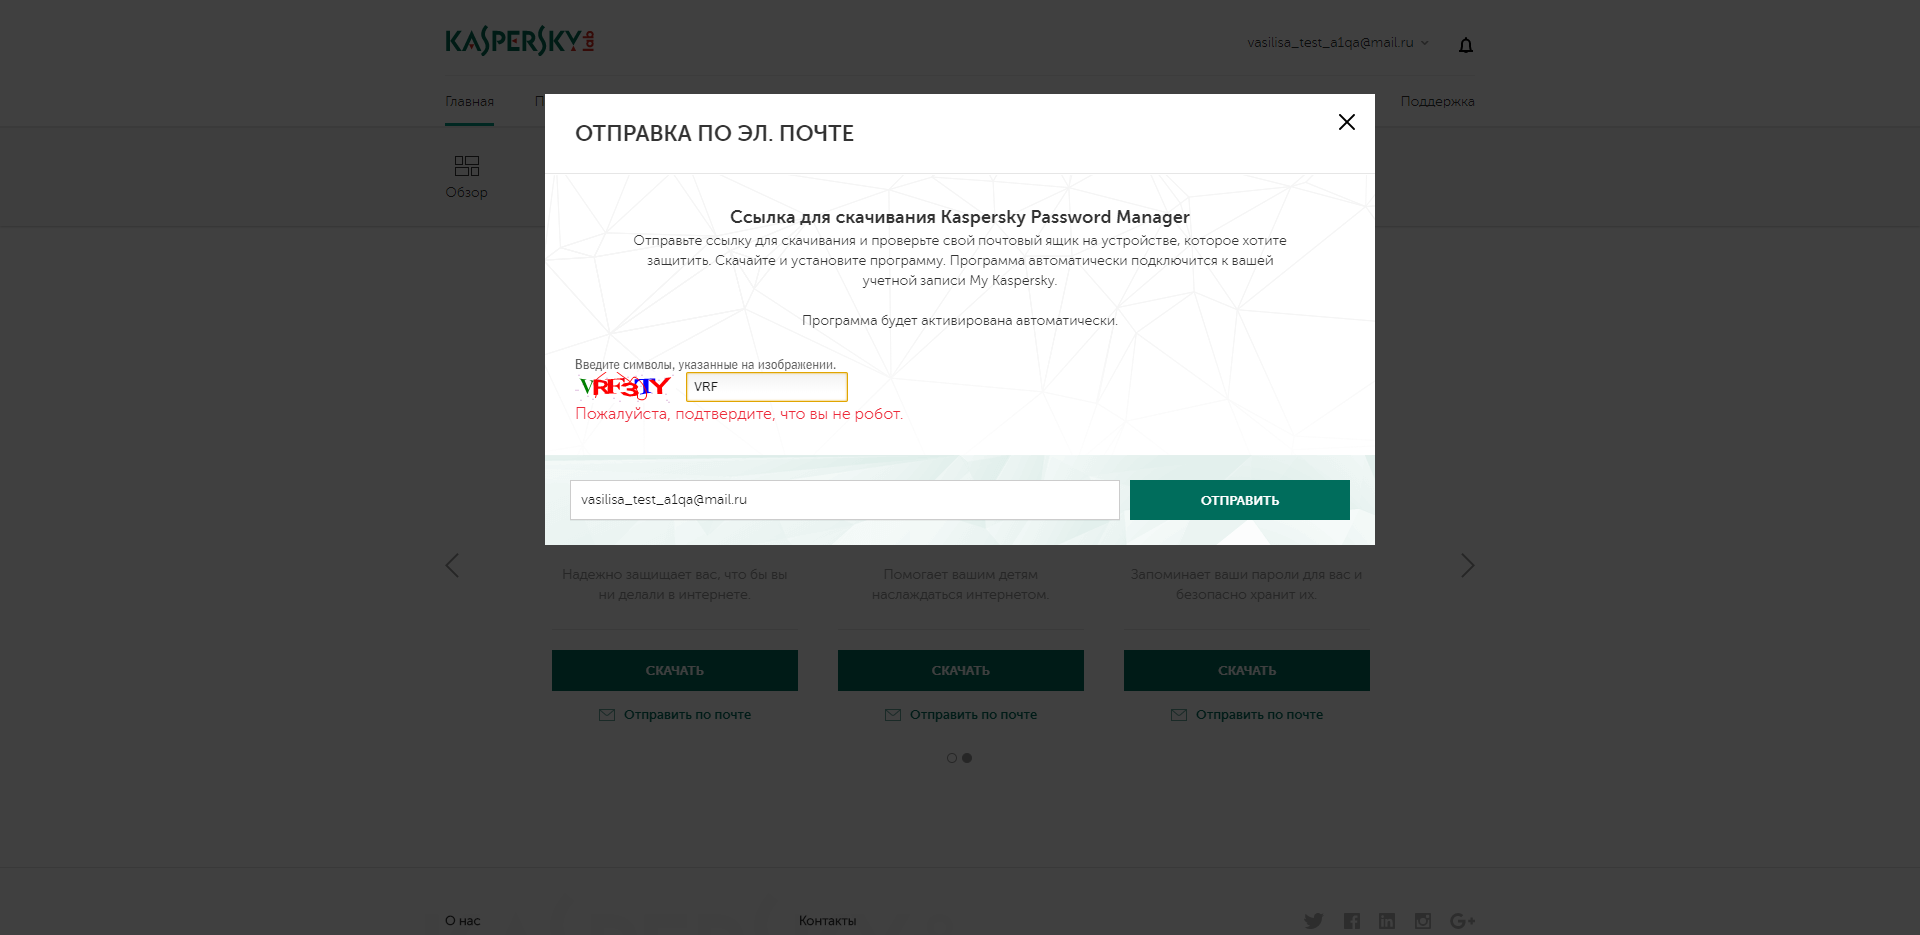 KASPERSKY lab
vasilisa_test_a1qa@mail.ru
Главная
П
Поддержка
Обзор
ОТПРАВКА ПО ЭЛ. ПОЧТЕ
Ссылка для скачивания Kaspersky Password Manager
Отправьте ссылку для скачивания и проверьте свой почтовый ящик на устройстве, которое хотите
защитить. Скачайте и установите программу. Программа автоматически подключится к вашей
учетной записи My Kaspersky.
Программа будет активирована автоматически.
Введите символы, указанные на изображении.
VRF3TY
VRF
Пожалуйста, подтвердите, что вы не робот.
vasilisa_test_a1qa@mail.ru
ОТПРАВИТЬ
Надежно защищает вас, что бы вы
ни делали в интернете.
Помогает вашим детям
наслаждаться интернетом.
Запоминает ваши пароли для вас и
безопасно хранит их.
СКАЧАТЬ
СКАЧАТЬ
СКАЧАТЬ
Отправить по почте
Отправить по почте
Отправить по почте
О нас
Контакты